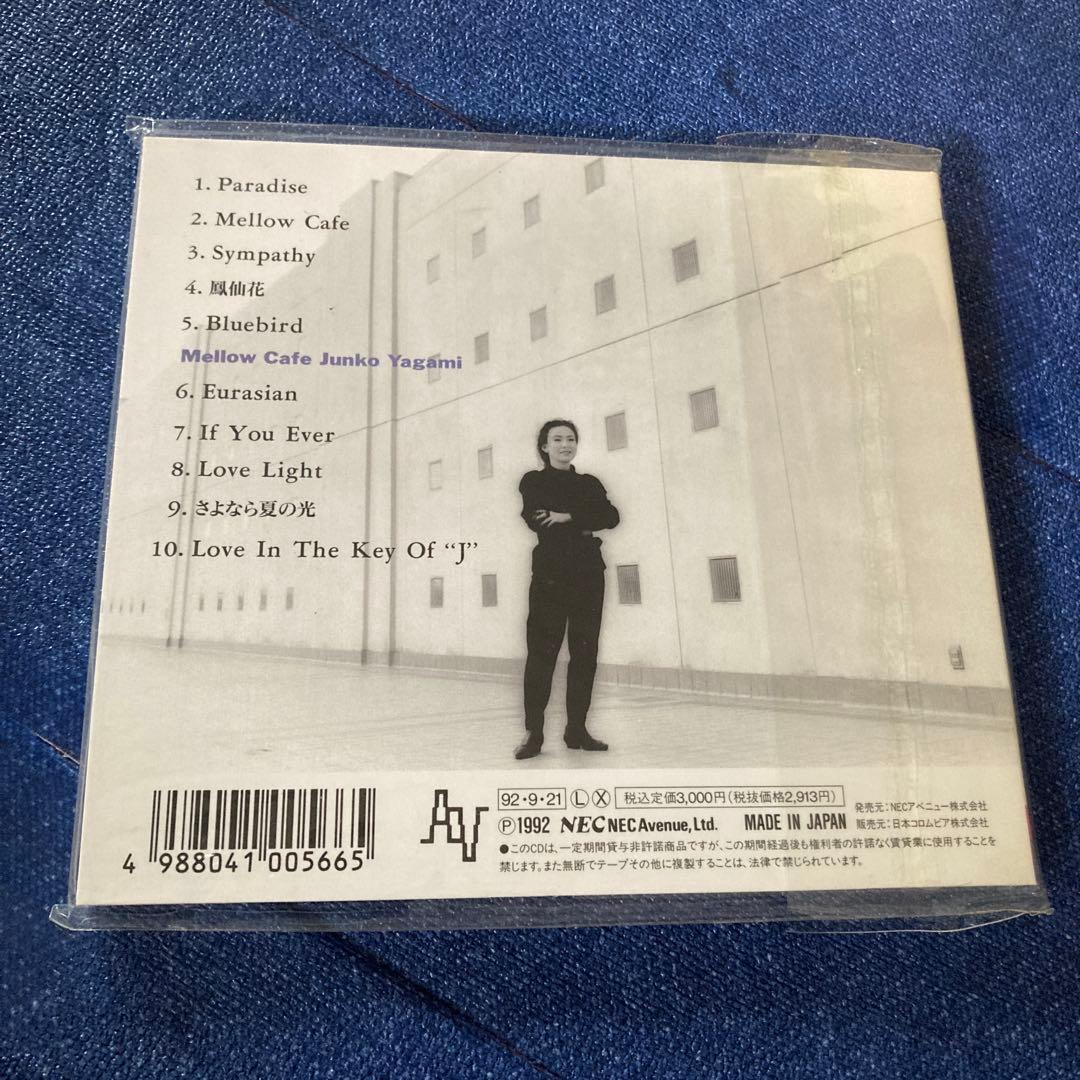 1. Paradise
2. Mellow Cafe
3. Sympathy
4. 鳳仙花
5. Bluebird
Mellow Cafe Junko Yagami
6. Eurasian
7. If You Ever
8. Love Light
9. さよなら夏の光
10. Love In The Key Of “J”
4 988041 005665
92・9・21 Ⓛ Ⓧ 税込定価3,000円(税抜価格2,913円)
発売元:NECアベニュー株式会社
Ⓟ1992 NEC NEC Avenue, Ltd. MADE IN JAPAN
販売元:日本コロムビア株式会社
●このCDは、一定期間貸与非許諾商品ですが、この期間経過後も権利者の許諾なく賃貸業に使用することを
禁じます。また無断でテープその他に複製することは、法律で禁じられています。